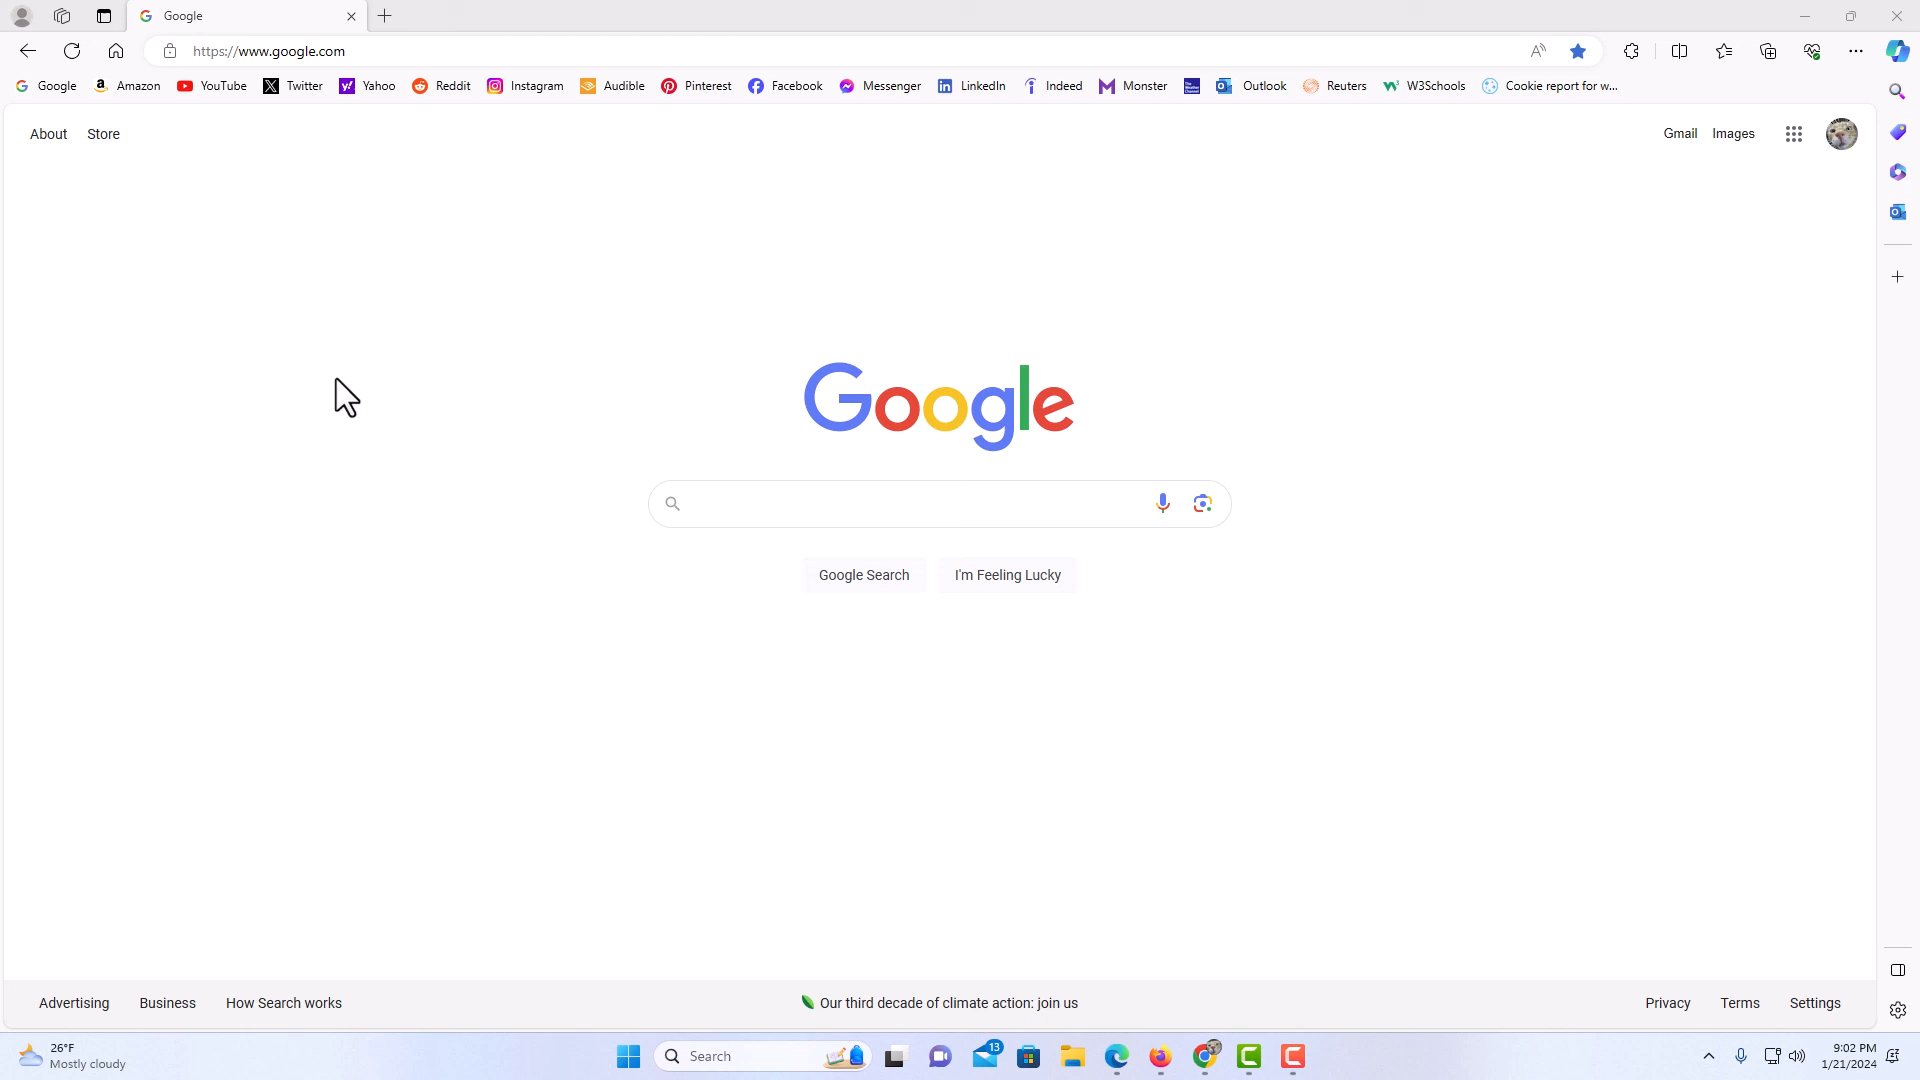 Google
https://www.google.com
Google Amazon YouTube Twitter Yahoo Reddit Instagram Audible Pinterest Facebook Messenger LinkedIn Indeed Monster Outlook Reuters W3Schools Cookie report for w...
About Store Gmail Images
Google
Google Search I'm Feeling Lucky
Advertising Business How Search works Our third decade of climate action: join us Privacy Terms Settings
26°F
Mostly cloudy
Search
13
9:02 PM
1/21/2024